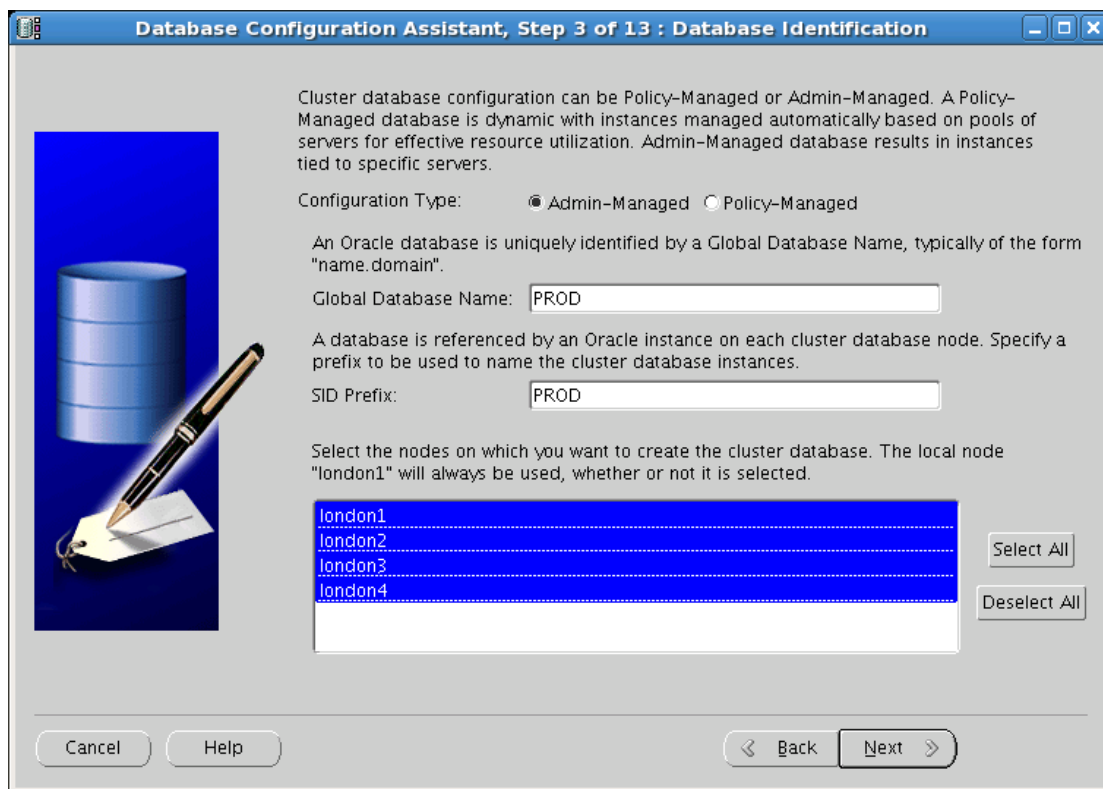 Database Configuration Assistant, Step 3 of 13 : Database Identification
Cluster database configuration can be Policy-Managed or Admin-Managed. A Policy-
Managed database is dynamic with instances managed automatically based on pools of
servers for effective resource utilization. Admin-Managed database results in instances
tied to specific servers.
Configuration Type: Admin-Managed Policy-Managed
An Oracle database is uniquely identified by a Global Database Name, typically of the form
"name.domain".
Global Database Name: PROD
A database is referenced by an Oracle instance on each cluster database node. Specify a
prefix to be used to name the cluster database instances.
SID Prefix: PROD
Select the nodes on which you want to create the cluster database. The local node
"london1" will always be used, whether or not it is selected.
london1
london2
london3
london4
Select All
Deselect All
Cancel Help Back Next